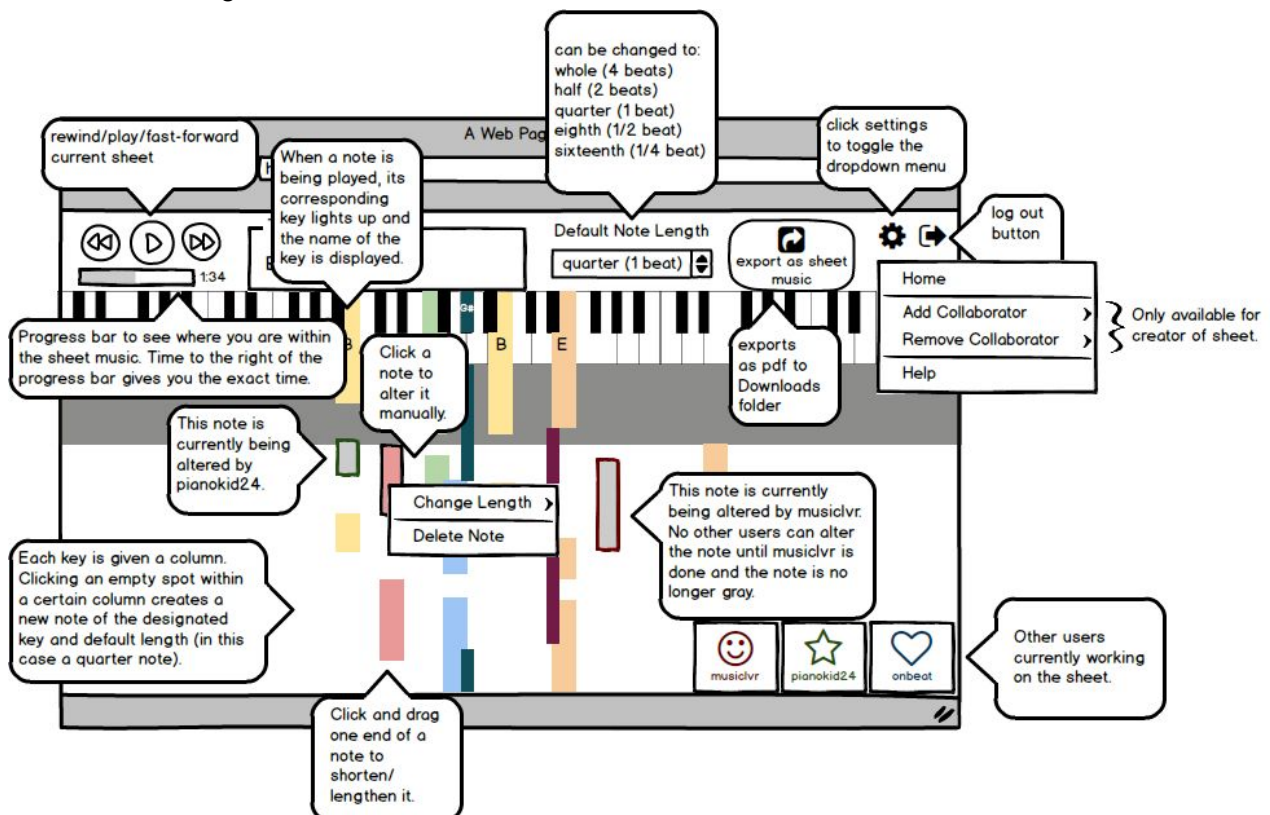 can be changed to:
whole (4 beats)
half (2 beats)
quarter (1 beat)
eighth (1/2 beat)
sixteenth (1/4 beat)
rewind/play/fast-forward
current sheet
A Web Pag
click settings
to toggle the
dropdown menu
When a note is
being played, its
corresponding
key lights up and
the name of the
key is displayed.
log out
button
Default Note Length
quarter (1 beat)
export as sheet
music
1:34
Home
Add Collaborator
Remove Collaborator
Help
Only available for
creator of sheet.
G#
B
B
E
Progress bar to see where you are within
the sheet music. Time to the right of the
progress bar gives you the exact time.
Click a
note to
alter it
manually.
exports
as pdf to
Downloads
folder
This note is
currently being
altered by
pianokid24.
Change Length
Delete Note
This note is currently
being altered by musiclvr.
No other users can alter
the note until musiclvr is
done and the note is no
longer gray.
Each key is given a column.
Clicking an empty spot within
a certain column creates a
new note of the designated
key and default length (in this
case a quarter note).
musiclvr
pianokid24
onbeat
Other users
currently working
on the sheet.
Click and drag
one end of a
note to
shorten/
lengthen it.